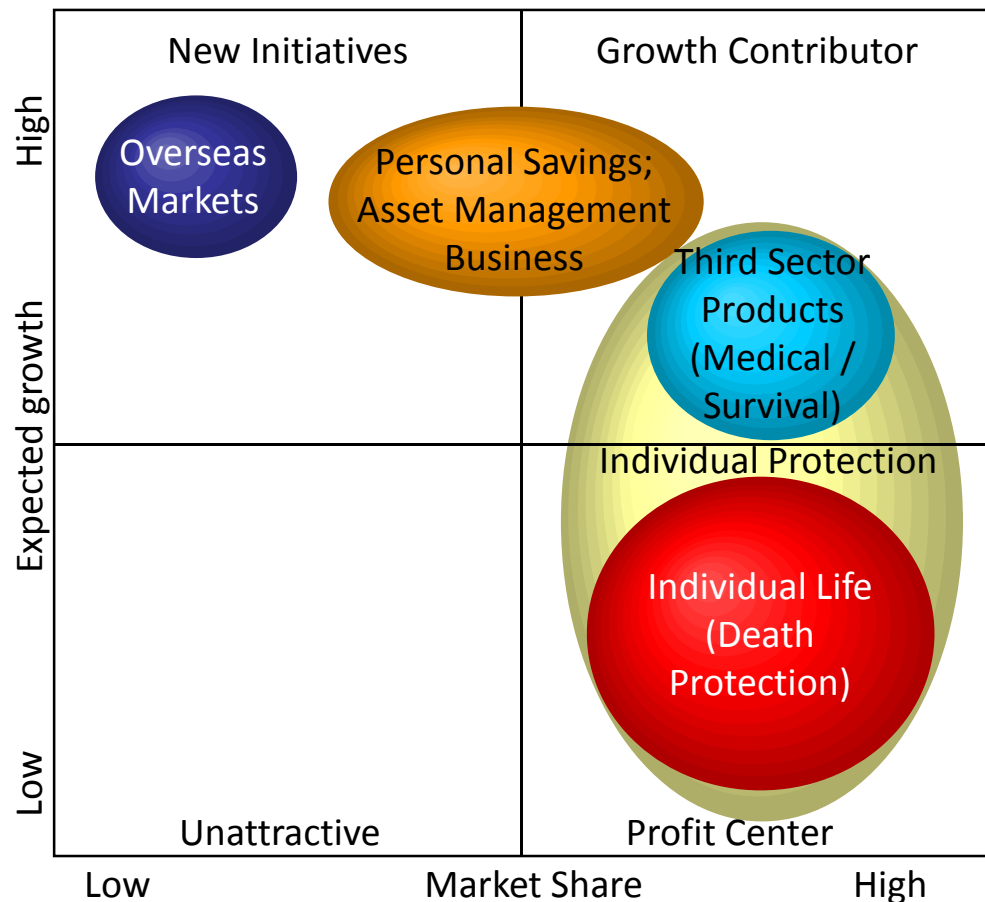 New Initiatives
Growth Contributor
High
Overseas
Markets
Personal Savings;
Asset Management
Business
Third Sector
Products
(Medical /
Survival)
Expected growth
Individual Protection
Individual Life
(Death
Protection)
Low
Unattractive
Profit Center
Low
Market Share
High